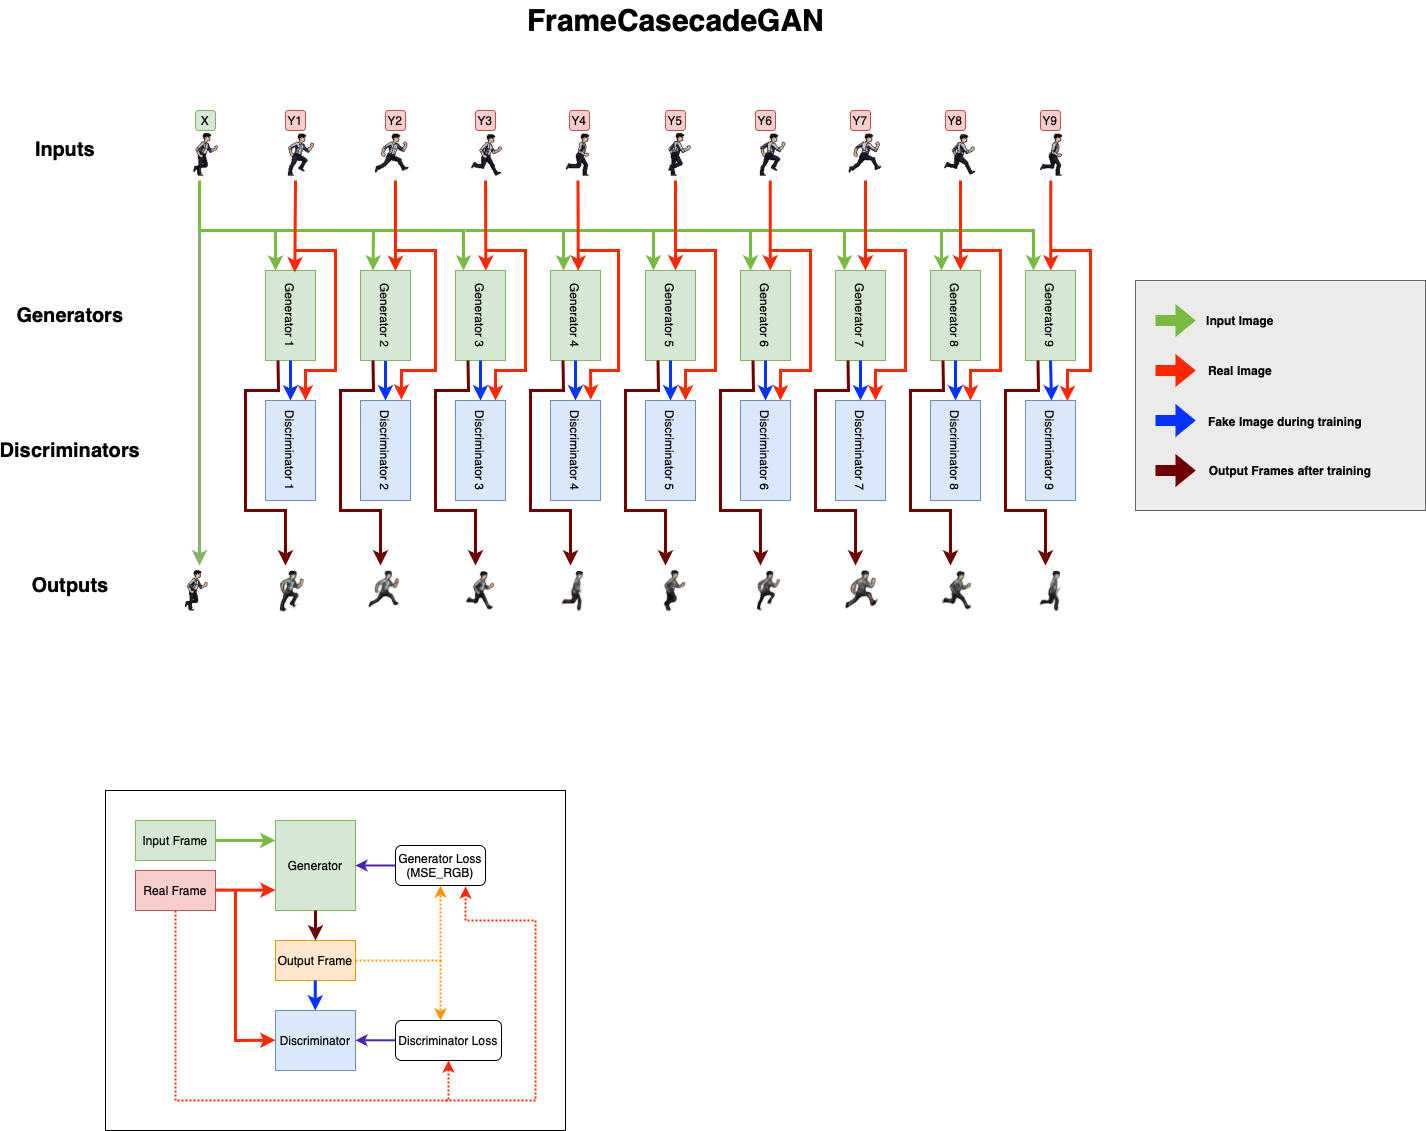 FrameCasecadeGAN
X Y1 Y2 Y3 Y4 Y5 Y6 Y7 Y8 Y9
Inputs
Generators
Generator 1
Generator 2
Generator 3
Generator 4
Generator 5
Generator 6
Generator 7
Generator 8
Generator 9
Input Image
Real Image
Fake Image during training
Output Frames after training
Discriminators
Discriminator 1
Discriminator 2
Discriminator 3
Discriminator 4
Discriminator 5
Discriminator 6
Discriminator 7
Discriminator 8
Discriminator 9
Outputs
Input Frame
Real Frame
Generator
Generator Loss
(MSE_RGB)
Output Frame
Discriminator
Discriminator Loss